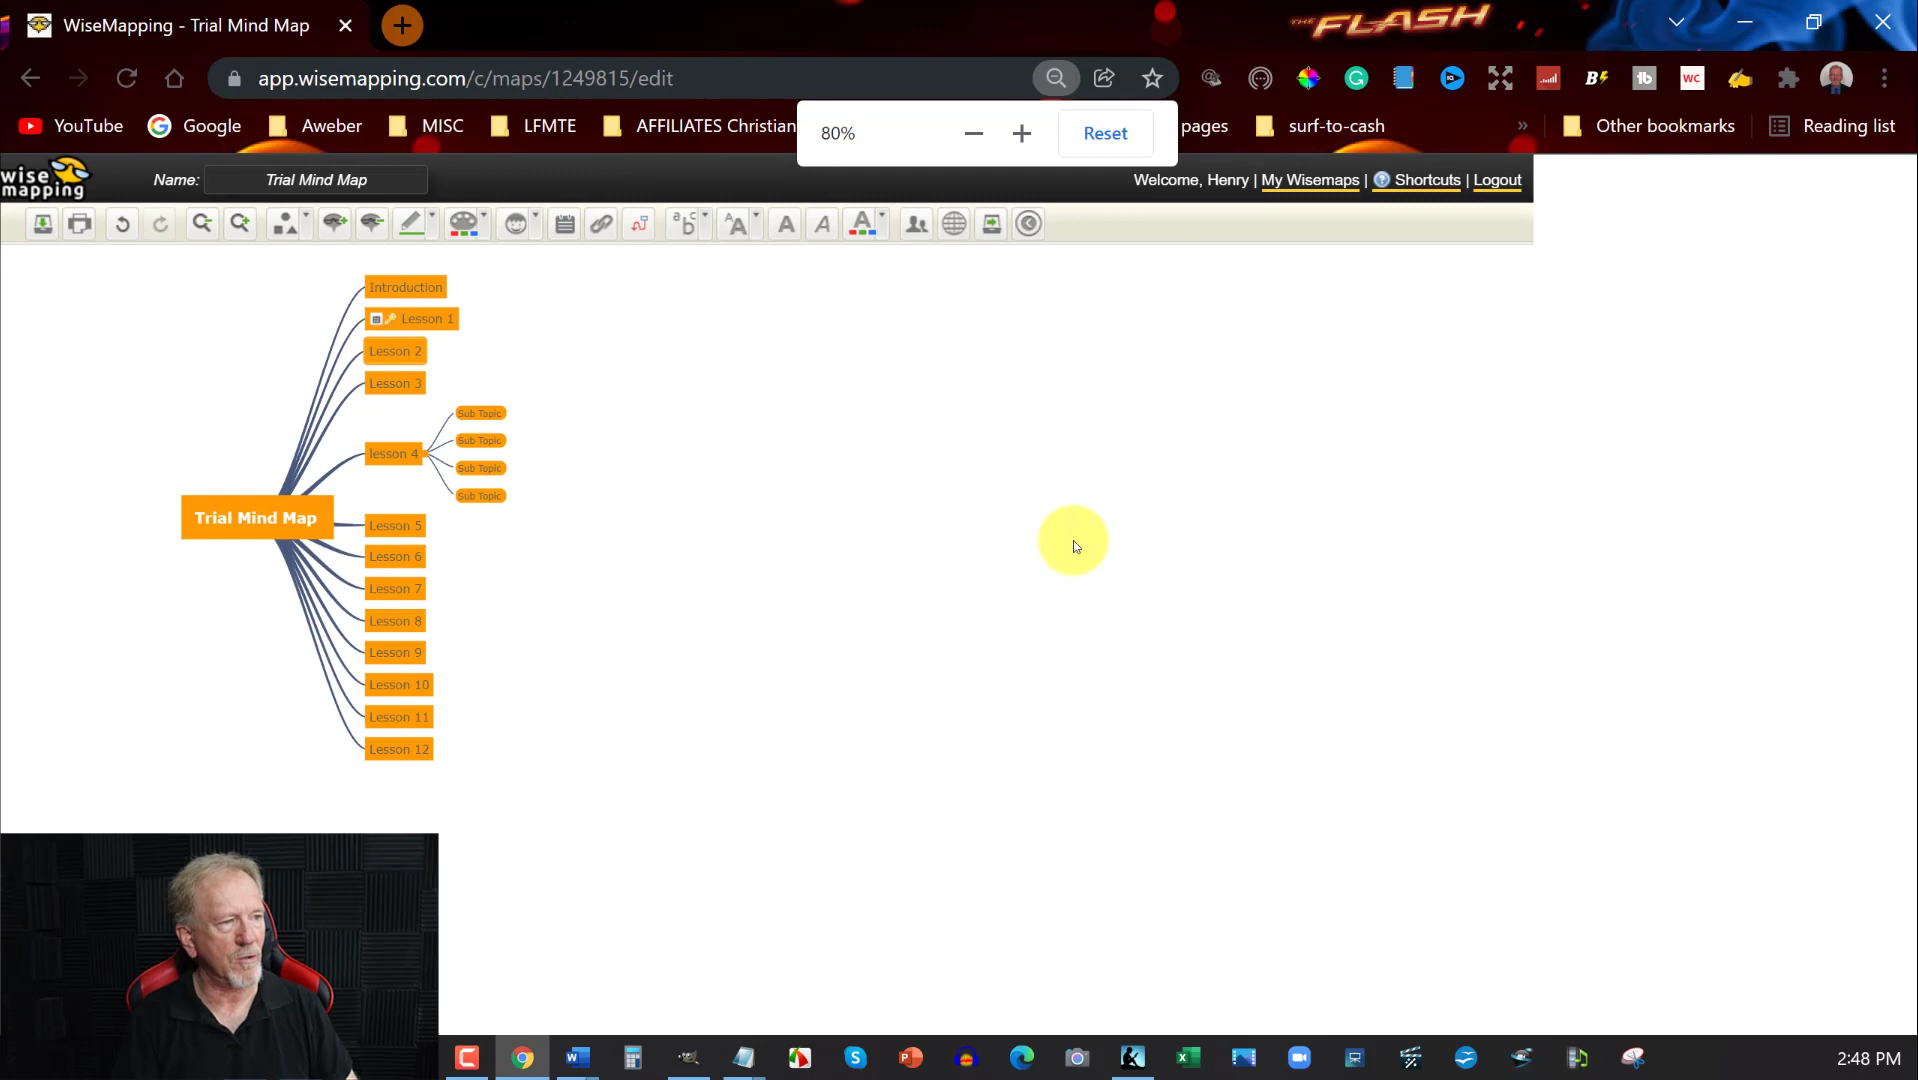 WiseMapping - Trial Mind Map
THE FLASH
app.wisemapping.com/c/maps/1249815/edit
YouTube
Google
Aweber
MISC
LFMTE
AFFILIATES Christian
pages
surf-to-cash
Other bookmarks
Reading list
80%
Reset
wise mapping
Name: Trial Mind Map
Welcome, Henry | My Wisemaps | Shortcuts | Logout
Introduction
Lesson 1
Lesson 2
Lesson 3
Sub Topic
Sub Topic
lesson 4
Sub Topic
Sub Topic
Trial Mind Map
Lesson 5
Lesson 6
Lesson 7
Lesson 8
Lesson 9
Lesson 10
Lesson 11
Lesson 12
2:48 PM